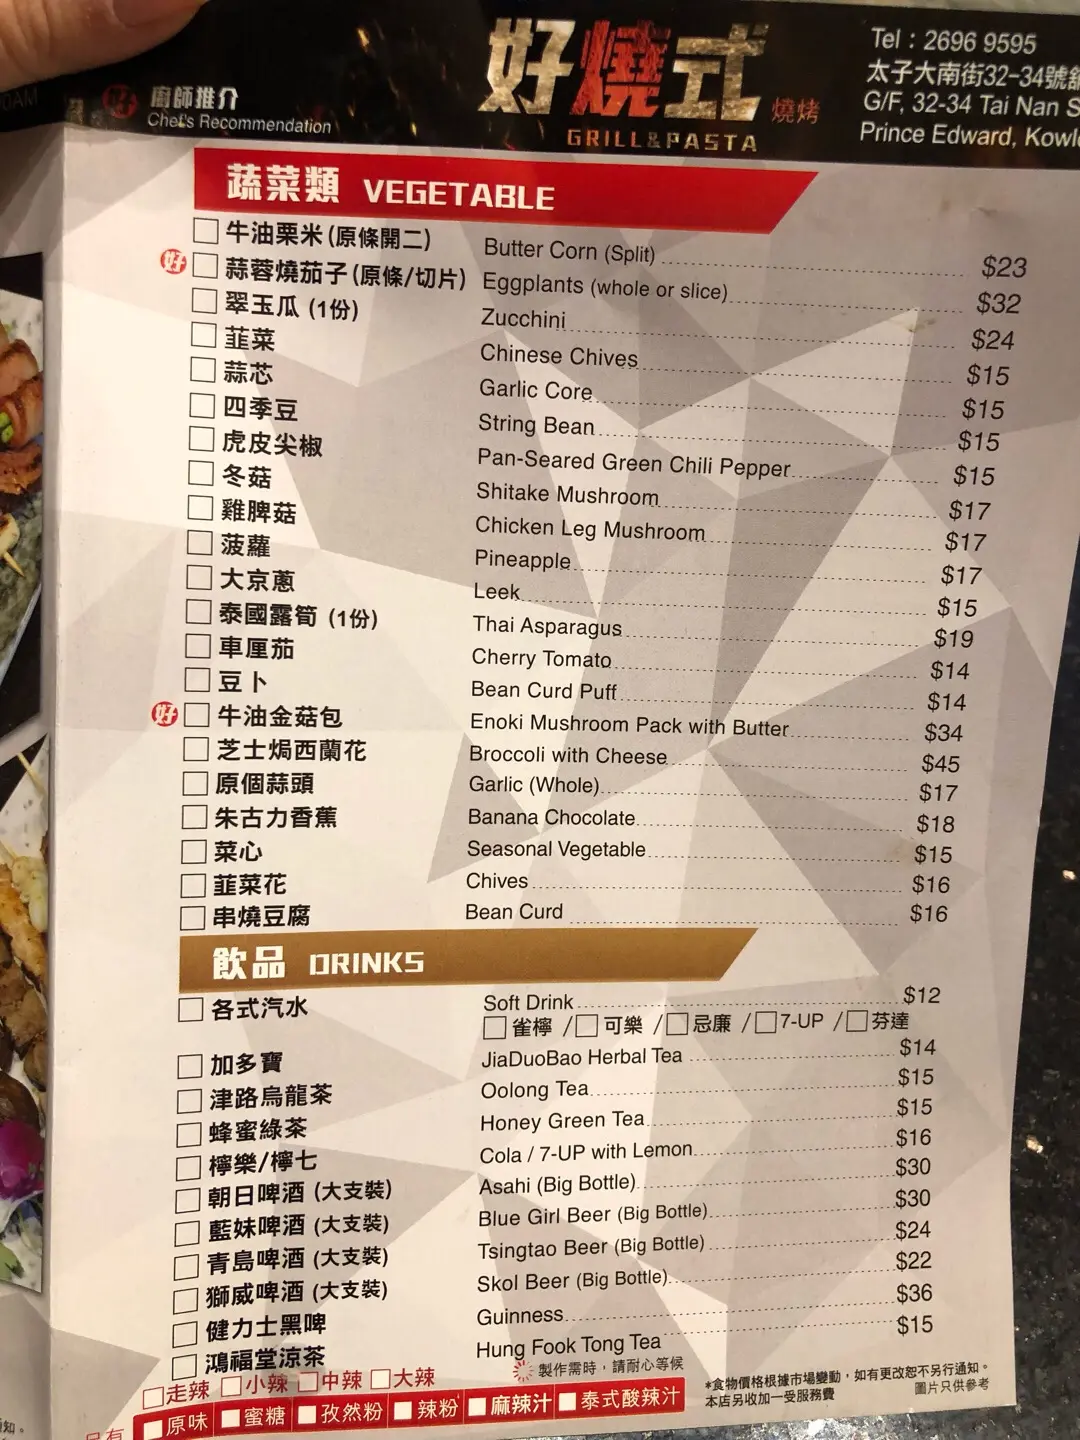 好燒式 燒烤
GRILL&PASTA
Tel：2696 9595
太子大南街32-34號
G/F, 32-34 Tai Nan
Prince Edward,
好 廚師推介
Chef's Recommendation
蔬菜類 VEGETABLE
牛油栗米(原條開二) Butter Corn (Split) $23
好 蒜蓉燒茄子(原條/切片) Eggplants (whole or slice) $32
翠玉瓜 (1份) Zucchini $24
韮菜 Chinese Chives $15
蒜芯 Garlic Core $15
四季豆 String Bean $15
虎皮尖椒 Pan-Seared Green Chili Pepper $15
冬菇 Shitake Mushroom $17
雞脾菇 Chicken Leg Mushroom $17
菠蘿 Pineapple $17
大京蔥 Leek $15
泰國露筍 (1份) Thai Asparagus $19
車厘茄 Cherry Tomato $14
豆卜 Bean Curd Puff $14
好 牛油金菇包 Enoki Mushroom Pack with Butter $34
芝士焗西蘭花 Broccoli with Cheese $45
原個蒜頭 Garlic (Whole) $17
朱古力香蕉 Banana Chocolate $18
菜心 Seasonal Vegetable $15
韮菜花 Chives $16
串燒豆腐 Bean Curd $16
飲品 DRINKS
各式汽水 Soft Drink $12
雀檸 / 可樂 / 忌廉 / 7-UP / 芬達
加多寶 JiaDuoBao Herbal Tea $14
津路烏龍茶 Oolong Tea $15
蜂蜜綠茶 Honey Green Tea $15
檸樂/檸七 Cola / 7-UP with Lemon $16
朝日啤酒 (大支裝) Asahi (Big Bottle) $30
藍妹啤酒 (大支裝) Blue Girl Beer (Big Bottle) $30
青島啤酒 (大支裝) Tsingtao Beer (Big Bottle) $24
獅威啤酒 (大支裝) Skol Beer (Big Bottle) $22
健力士黑啤 Guinness $36
鴻福堂涼茶 Hung Fook Tong Tea $15
走辣 小辣 中辣 大辣
製作需時，請耐心等候
原味 蜜糖 孜然粉 辣粉 麻辣汁 泰式酸辣汁
*食物價格根據市場變動，如有更改恕不另行通知。
本店另收加一受服務費 圖片只供參考